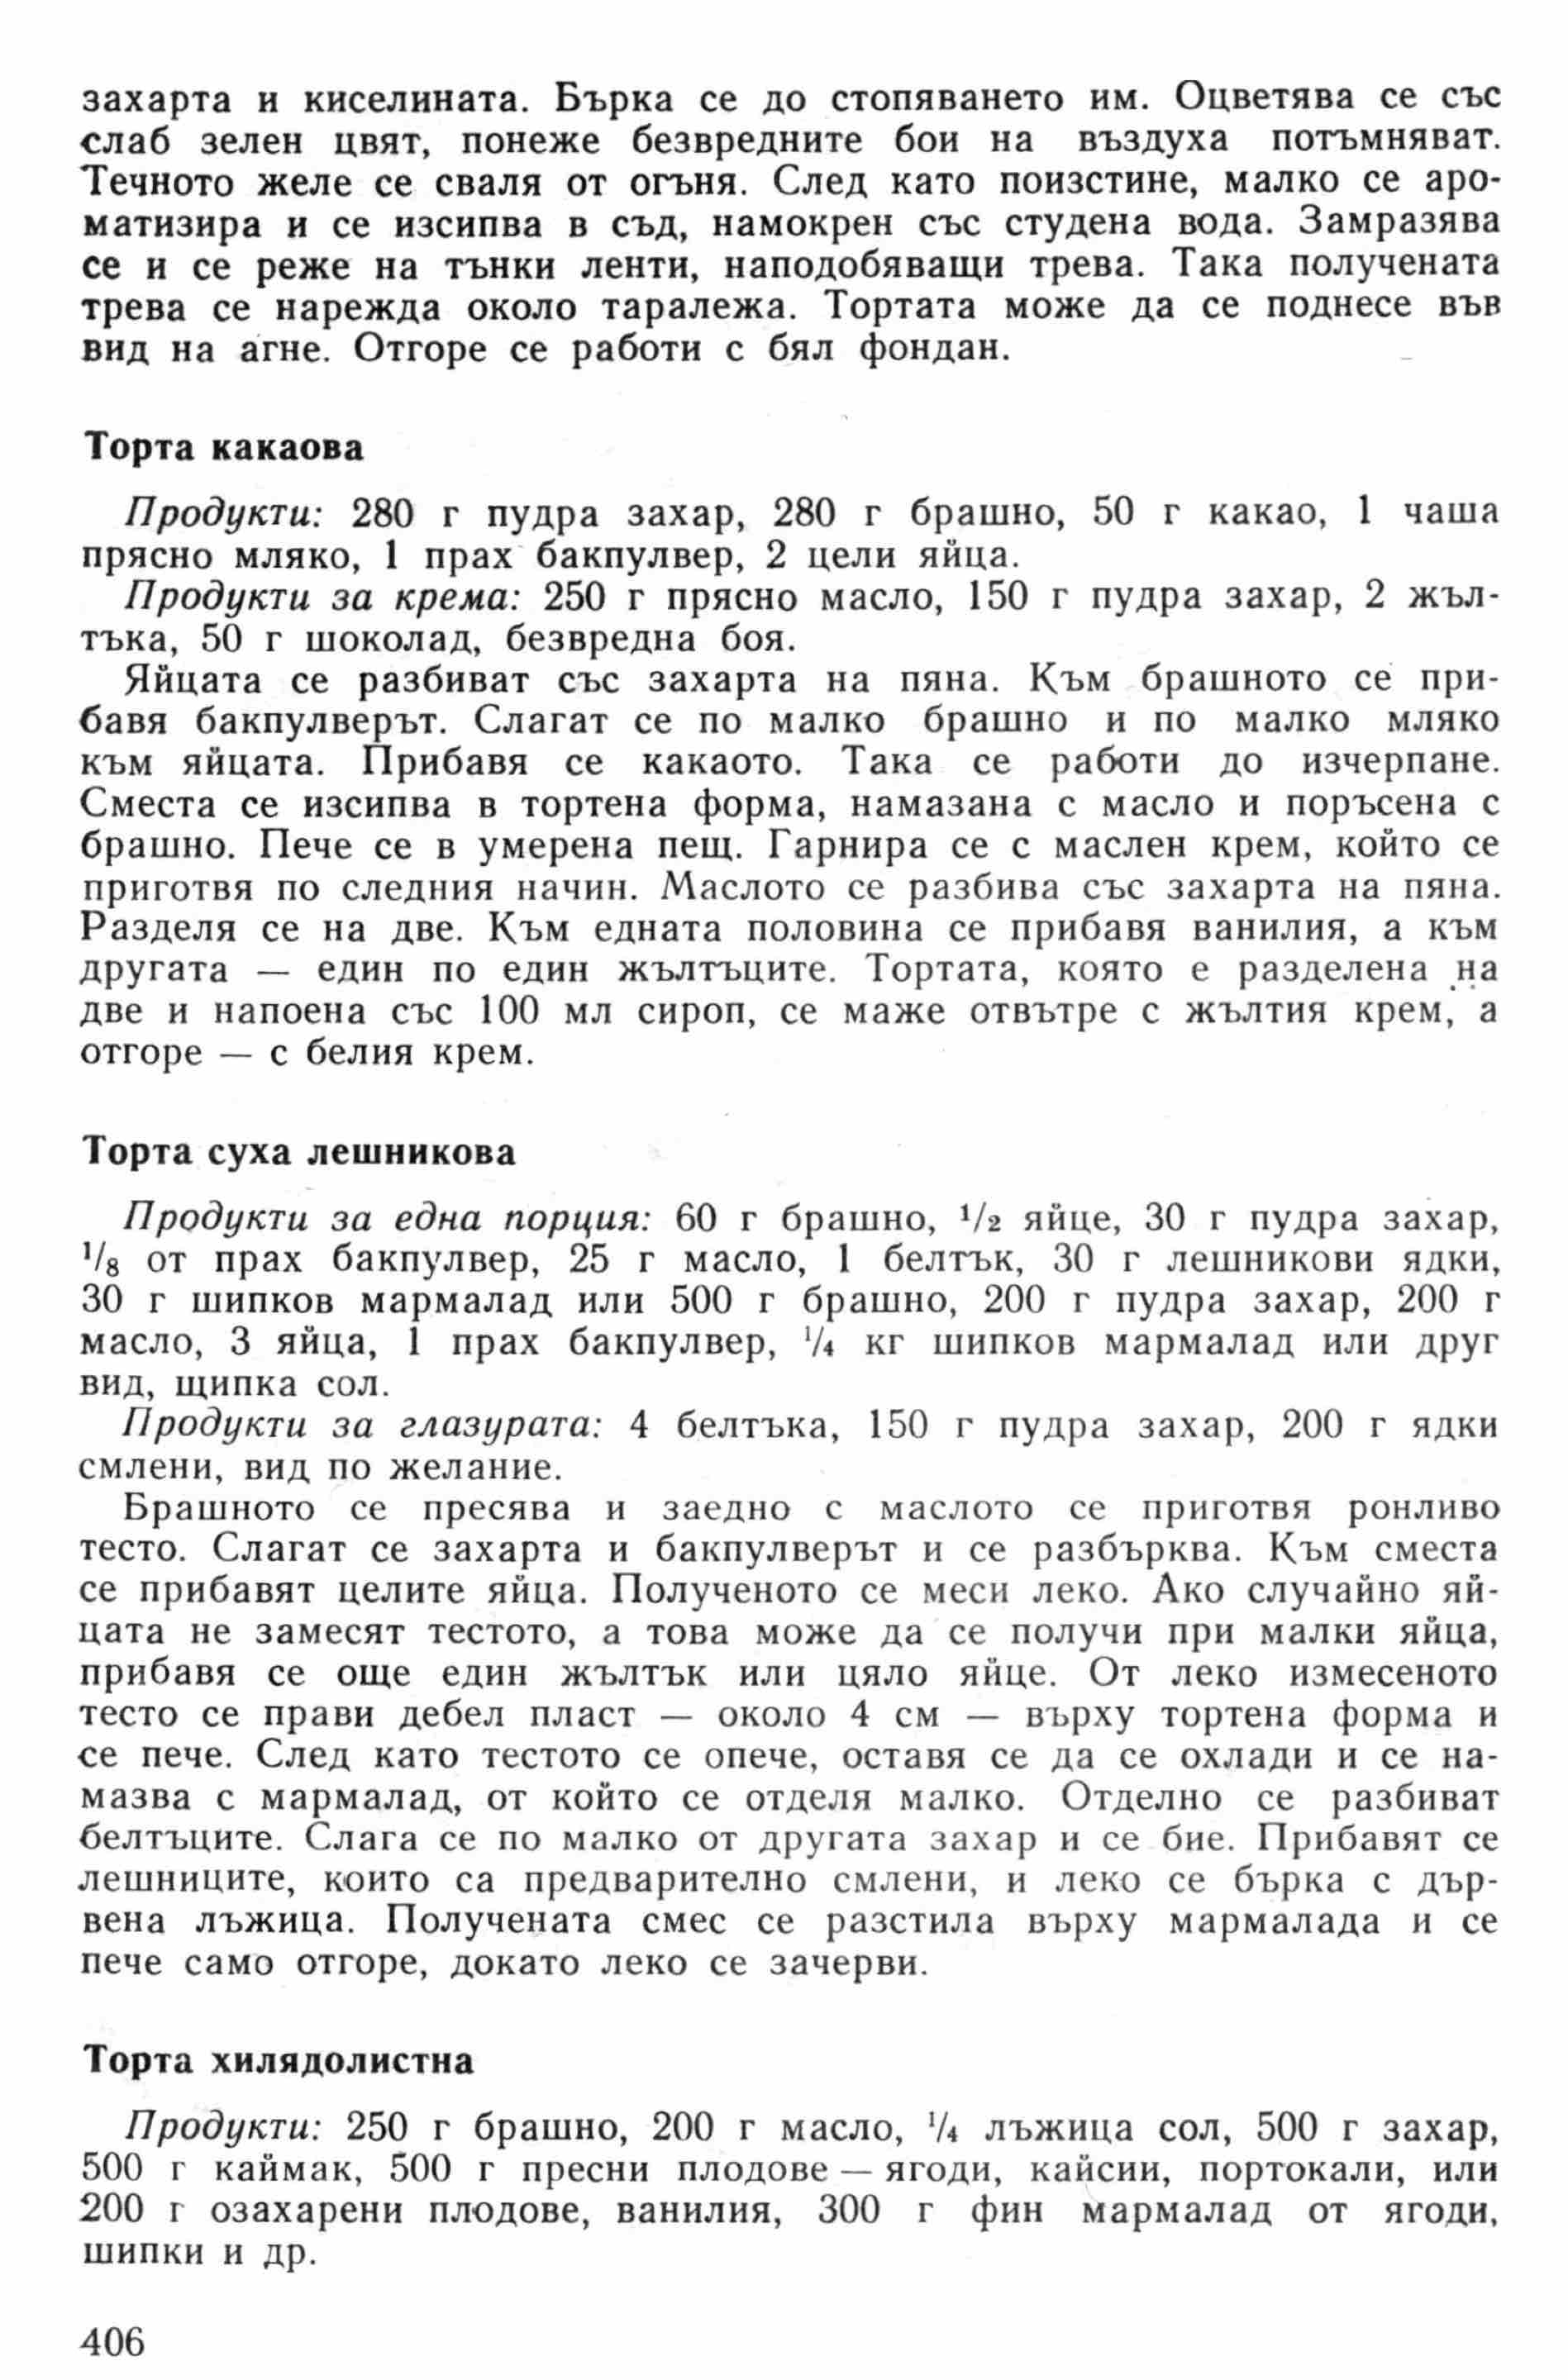 захарта и киселината. Бърка се до стопяването им. Оцветява се със
слаб зелен цвят, понеже безвредните бои на въздуха потъмняват.
Течното желе се сваля от огъня. След като поизстине, малко се аро-
матизира и се изсипва в съд, намокрен със студена вода. Замразява
се и се реже на тънки ленти, наподобяващи трева. Така получената
трева се нарежда около таралежа. Тортата може да се поднесе във
вид на агне. Отгоре се работи с бял фондан.
Торта какаова
Продукти: 280 г пудра захар, 280 г брашно, 50 г какао, 1 чаша
прясно мляко, 1 прах бакпулвер, 2 цели яйца.
Продукти за крема: 250 г прясно масло, 150 г пудра захар, 2 жъл-
тъка, 50 г шоколад, безвредна боя.
Яйцата се разбиват със захарта на пяна. Към брашното се при-
бавя бакпулверът. Слагат се по малко брашно и по малко мляко
към яйцата. Прибавя се какаото. Така се работи до изчерпане.
Сместа се изсипва в тортена форма, намазана с масло и поръсена с
брашно. Пече се в умерена пещ. Гарнира се с маслен крем, който се
приготвя по следния начин. Маслото се разбива със захарта на пяна.
Разделя се на две. Към едната половина се прибавя ванилия, а към
другата — един по един жълтъците. Тортата, която е разделена на
две и напоена със 100 мл сироп, се маже отвътре с жълтия крем, а
отгоре — с белия крем.
Торта суха лешникова
Продукти за една порция: 60 г брашно, 1/2 яйце, 30 г пудра захар,
1/8 от прах бакпулвер, 25 г масло, 1 белтък, 30 г лешникови ядки,
30 г шипков мармалад или 500 г брашно, 200 г пудра захар, 200 г
масло, 3 яйца, 1 прах бакпулвер, 1/4 кг шипков мармалад или друг
вид, щипка сол.
Продукти за глазурата: 4 белтъка, 150 г пудра захар, 200 г ядки
смлени, вид по желание.
Брашното се пресява и заедно с маслото се приготвя ронливо
тесто. Слагат се захарта и бакпулверът и се разбърква. Към сместа
се прибавят целите яйца. Полученото се меси леко. Ако случайно яй-
цата не замесят тестото, а това може да се получи при малки яйца,
прибавя се още един жълтък или цяло яйце. От леко измесеното
тесто се прави дебел пласт — около 4 см — върху тортена форма и
се пече. След като тестото се опече, оставя се да се охлади и се на-
мазва с мармалад, от който се отделя малко. Отделно се разбиват
белтъците. Слага се по малко от другата захар и се бие. Прибавят се
лешниците, които са предварително смлени, и леко се бърка с дър-
вена лъжица. Получената смес се разстила върху мармалада и се
пече само отгоре, докато леко се зачерви.
Торта хилядолистна
Продукти: 250 г брашно, 200 г масло, 1/4 лъжица сол, 500 г захар,
500 г каймак, 500 г пресни плодове — ягоди, кайсии, портокали, или
200 г озахарени плодове, ванилия, 300 г фин мармалад от ягоди,
шипки и др.
406